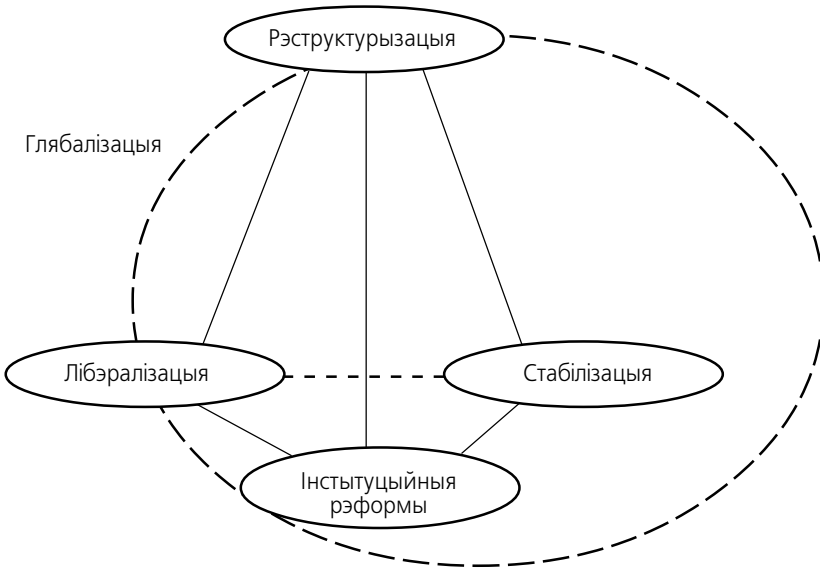 Рэструктурызацыя
Глябалізацыя
Лібэралізацыя
Стабілізацыя
Інстытуцыйныя
рэформы